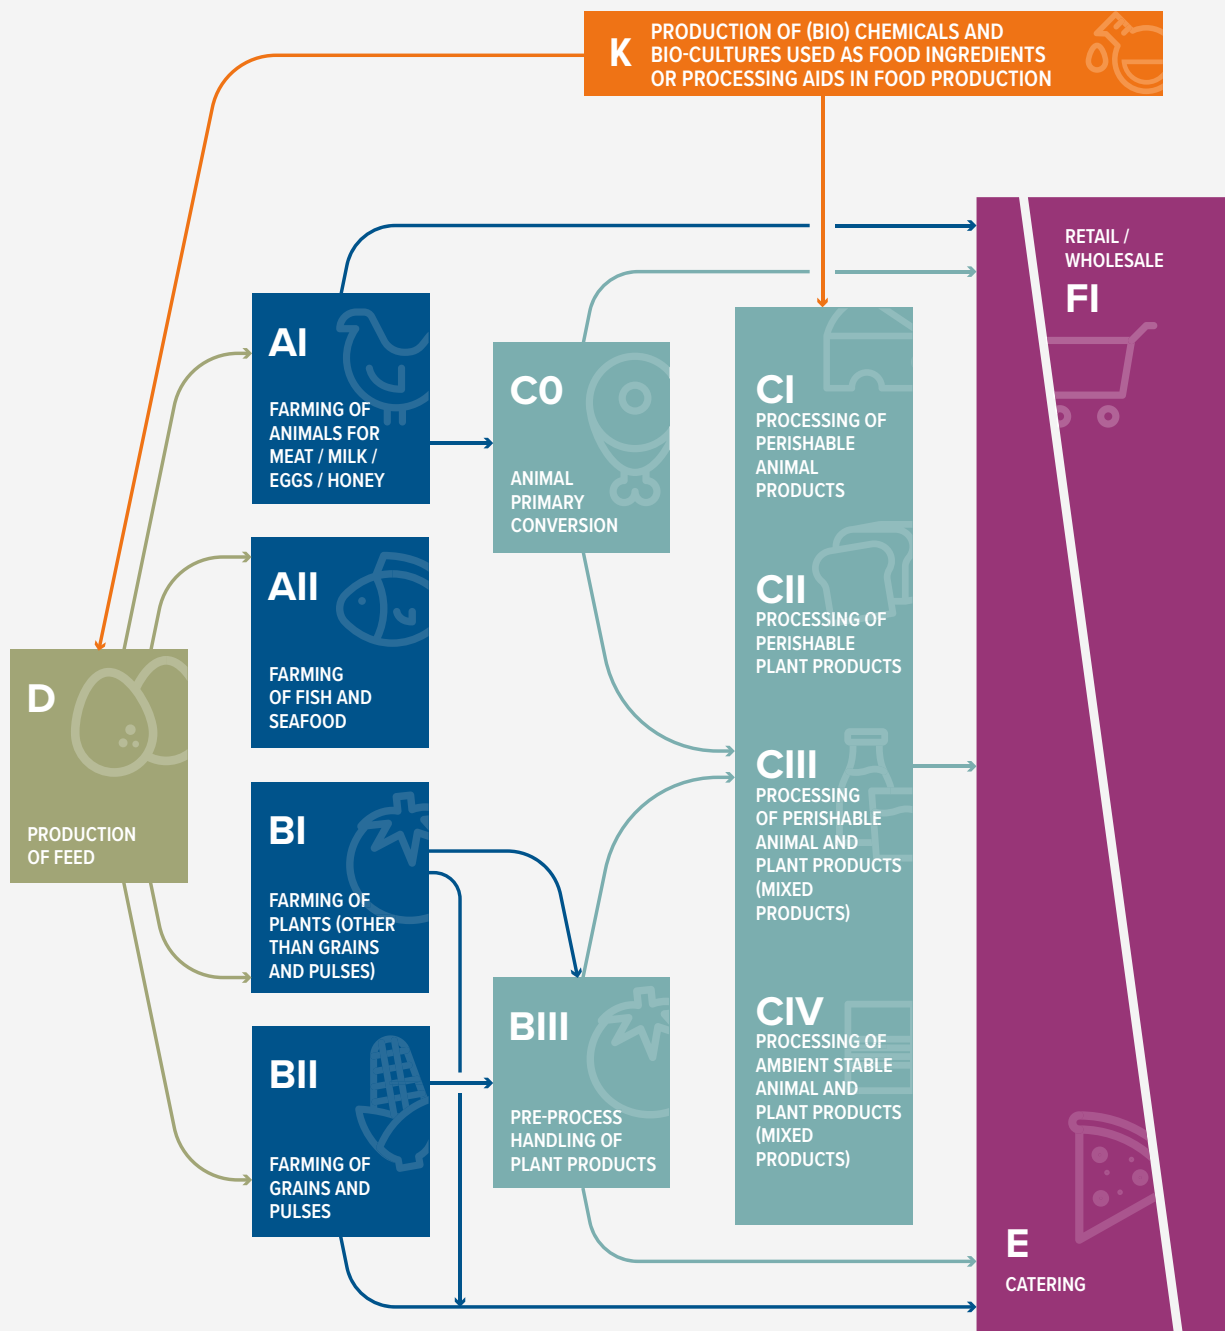 K
PRODUCTION OF (BIO) CHEMICALS AND
BIO-CULTURES USED AS FOOD INGREDIENTS
OR PROCESSING AIDS IN FOOD PRODUCTION
RETAIL /
WHOLESALE
FI
AI
FARMING OF
ANIMALS FOR
MEAT / MILK /
EGGS / HONEY
C0
ANIMAL
PRIMARY
CONVERSION
CI
PROCESSING OF
PERISHABLE
ANIMAL
PRODUCTS
AII
FARMING
OF FISH AND
SEAFOOD
CII
PROCESSING OF
PERISHABLE
PLANT PRODUCTS
D
PRODUCTION
OF FEED
BI
FARMING OF
PLANTS (OTHER
THAN GRAINS
AND PULSES)
CIII
PROCESSING
OF PERISHABLE
ANIMAL AND
PLANT PRODUCTS
(MIXED
PRODUCTS)
BII
FARMING OF
GRAINS AND
PULSES
BIII
PRE-PROCESS
HANDLING OF
PLANT PRODUCTS
CIV
PROCESSING OF
AMBIENT STABLE
ANIMAL AND
PLANT PRODUCTS
(MIXED
PRODUCTS)
E
CATERING